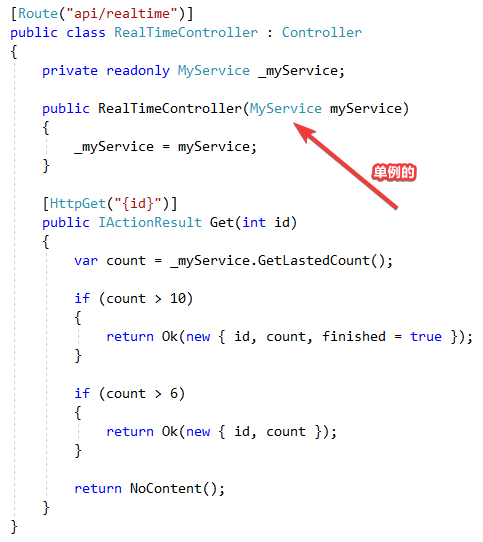 [Route("api/realtime")]
public class RealTimeController : Controller
{
    private readonly MyService _myService;

    public RealTimeController(MyService myService)
    {
        _myService = myService;
    }
单例的

    [HttpGet("{id}")]
    public IActionResult Get(int id)
    {
        var count = _myService.GetLastedCount();

        if (count > 10)
        {
            return Ok(new { id, count, finished = true });
        }

        if (count > 6)
        {
            return Ok(new { id, count });
        }

        return NoContent();
    }
}